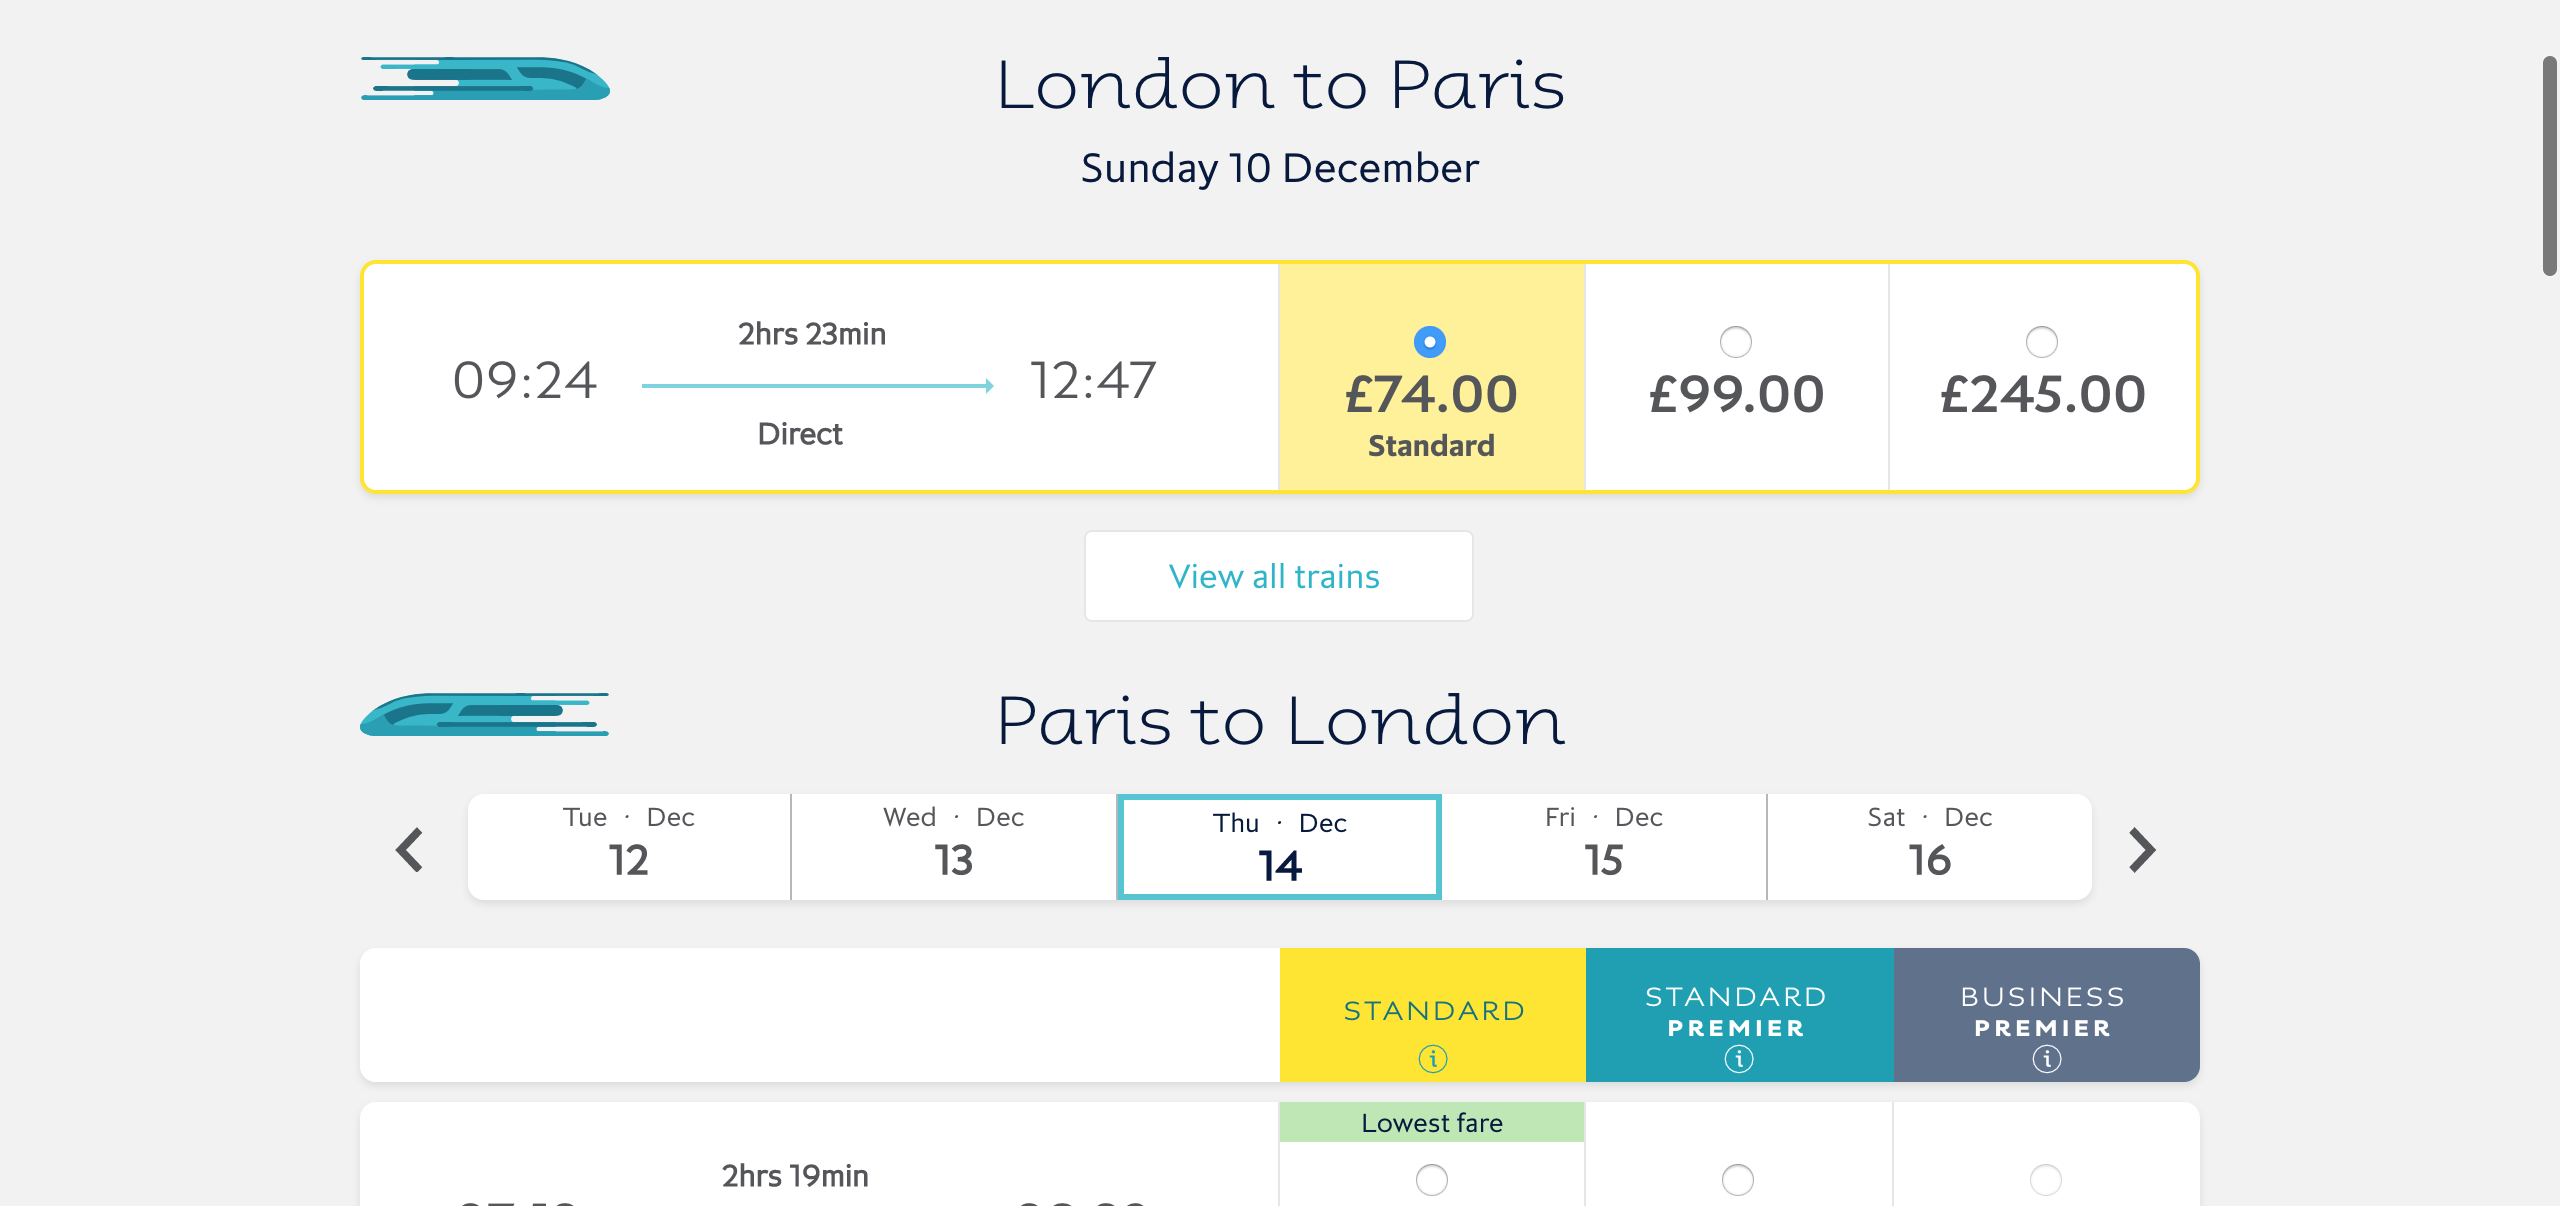 London to Paris
Sunday 10 December
2hrs 23min
09:24
12:47
Direct
£74.00
Standard
£99.00
£245.00
View all trains
Paris to London
Tue · Dec
12
Wed · Dec
13
Thu · Dec
14
Fri · Dec
15
Sat · Dec
16
STANDARD
STANDARD
PREMIER
BUSINESS
PREMIER
Lowest fare
2hrs 19min